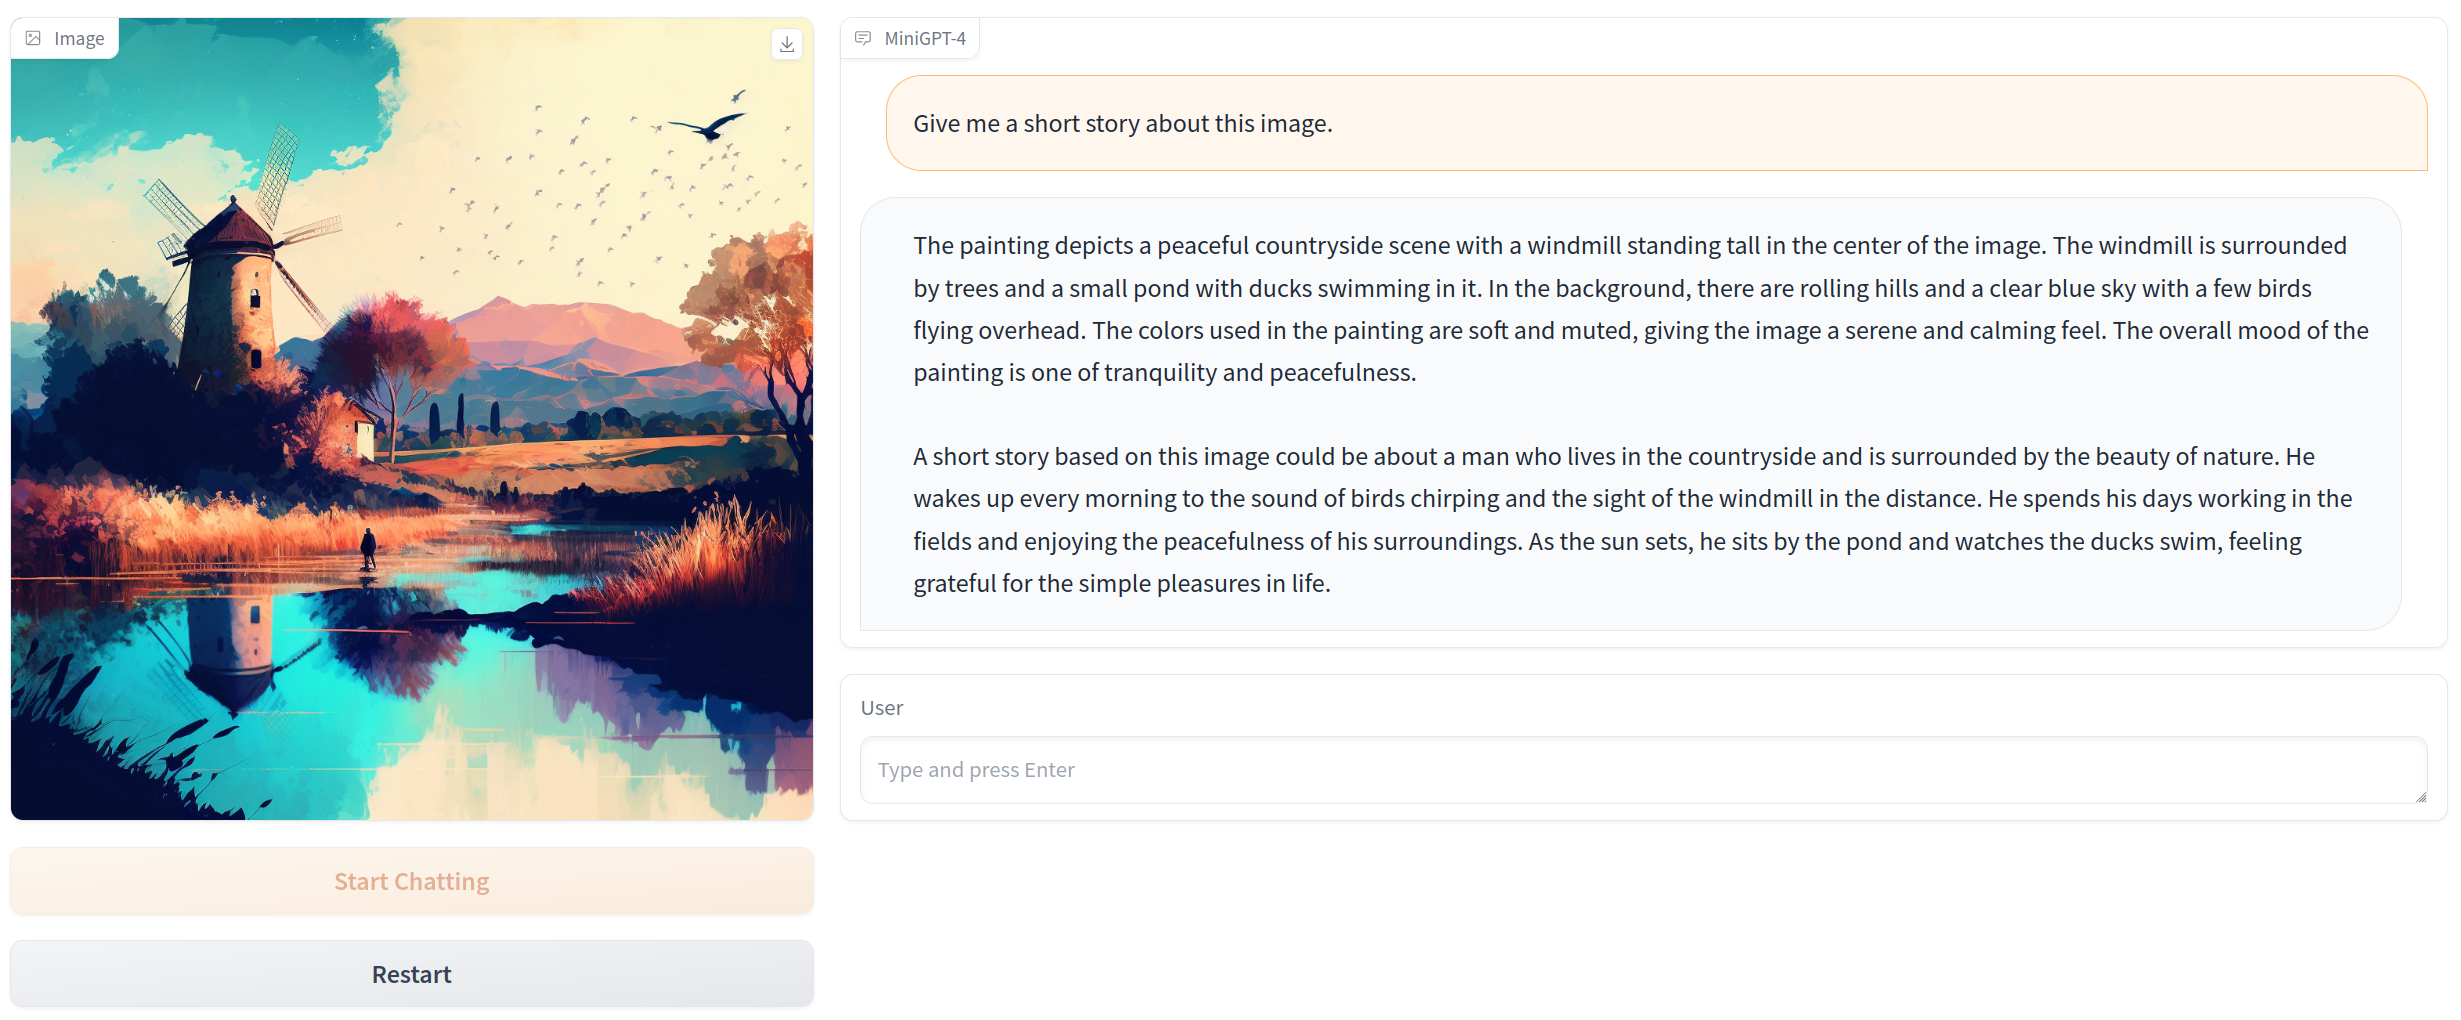 Image
MiniGPT-4
Give me a short story about this image.
The painting depicts a peaceful countryside scene with a windmill standing tall in the center of the image. The windmill is surrounded
by trees and a small pond with ducks swimming in it. In the background, there are rolling hills and a clear blue sky with a few birds
flying overhead. The colors used in the painting are soft and muted, giving the image a serene and calming feel. The overall mood of the
painting is one of tranquility and peacefulness.
A short story based on this image could be about a man who lives in the countryside and is surrounded by the beauty of nature. He
wakes up every morning to the sound of birds chirping and the sight of the windmill in the distance. He spends his days working in the
fields and enjoying the peacefulness of his surroundings. As the sun sets, he sits by the pond and watches the ducks swim, feeling
grateful for the simple pleasures in life.
User
Type and press Enter
Start Chatting
Restart